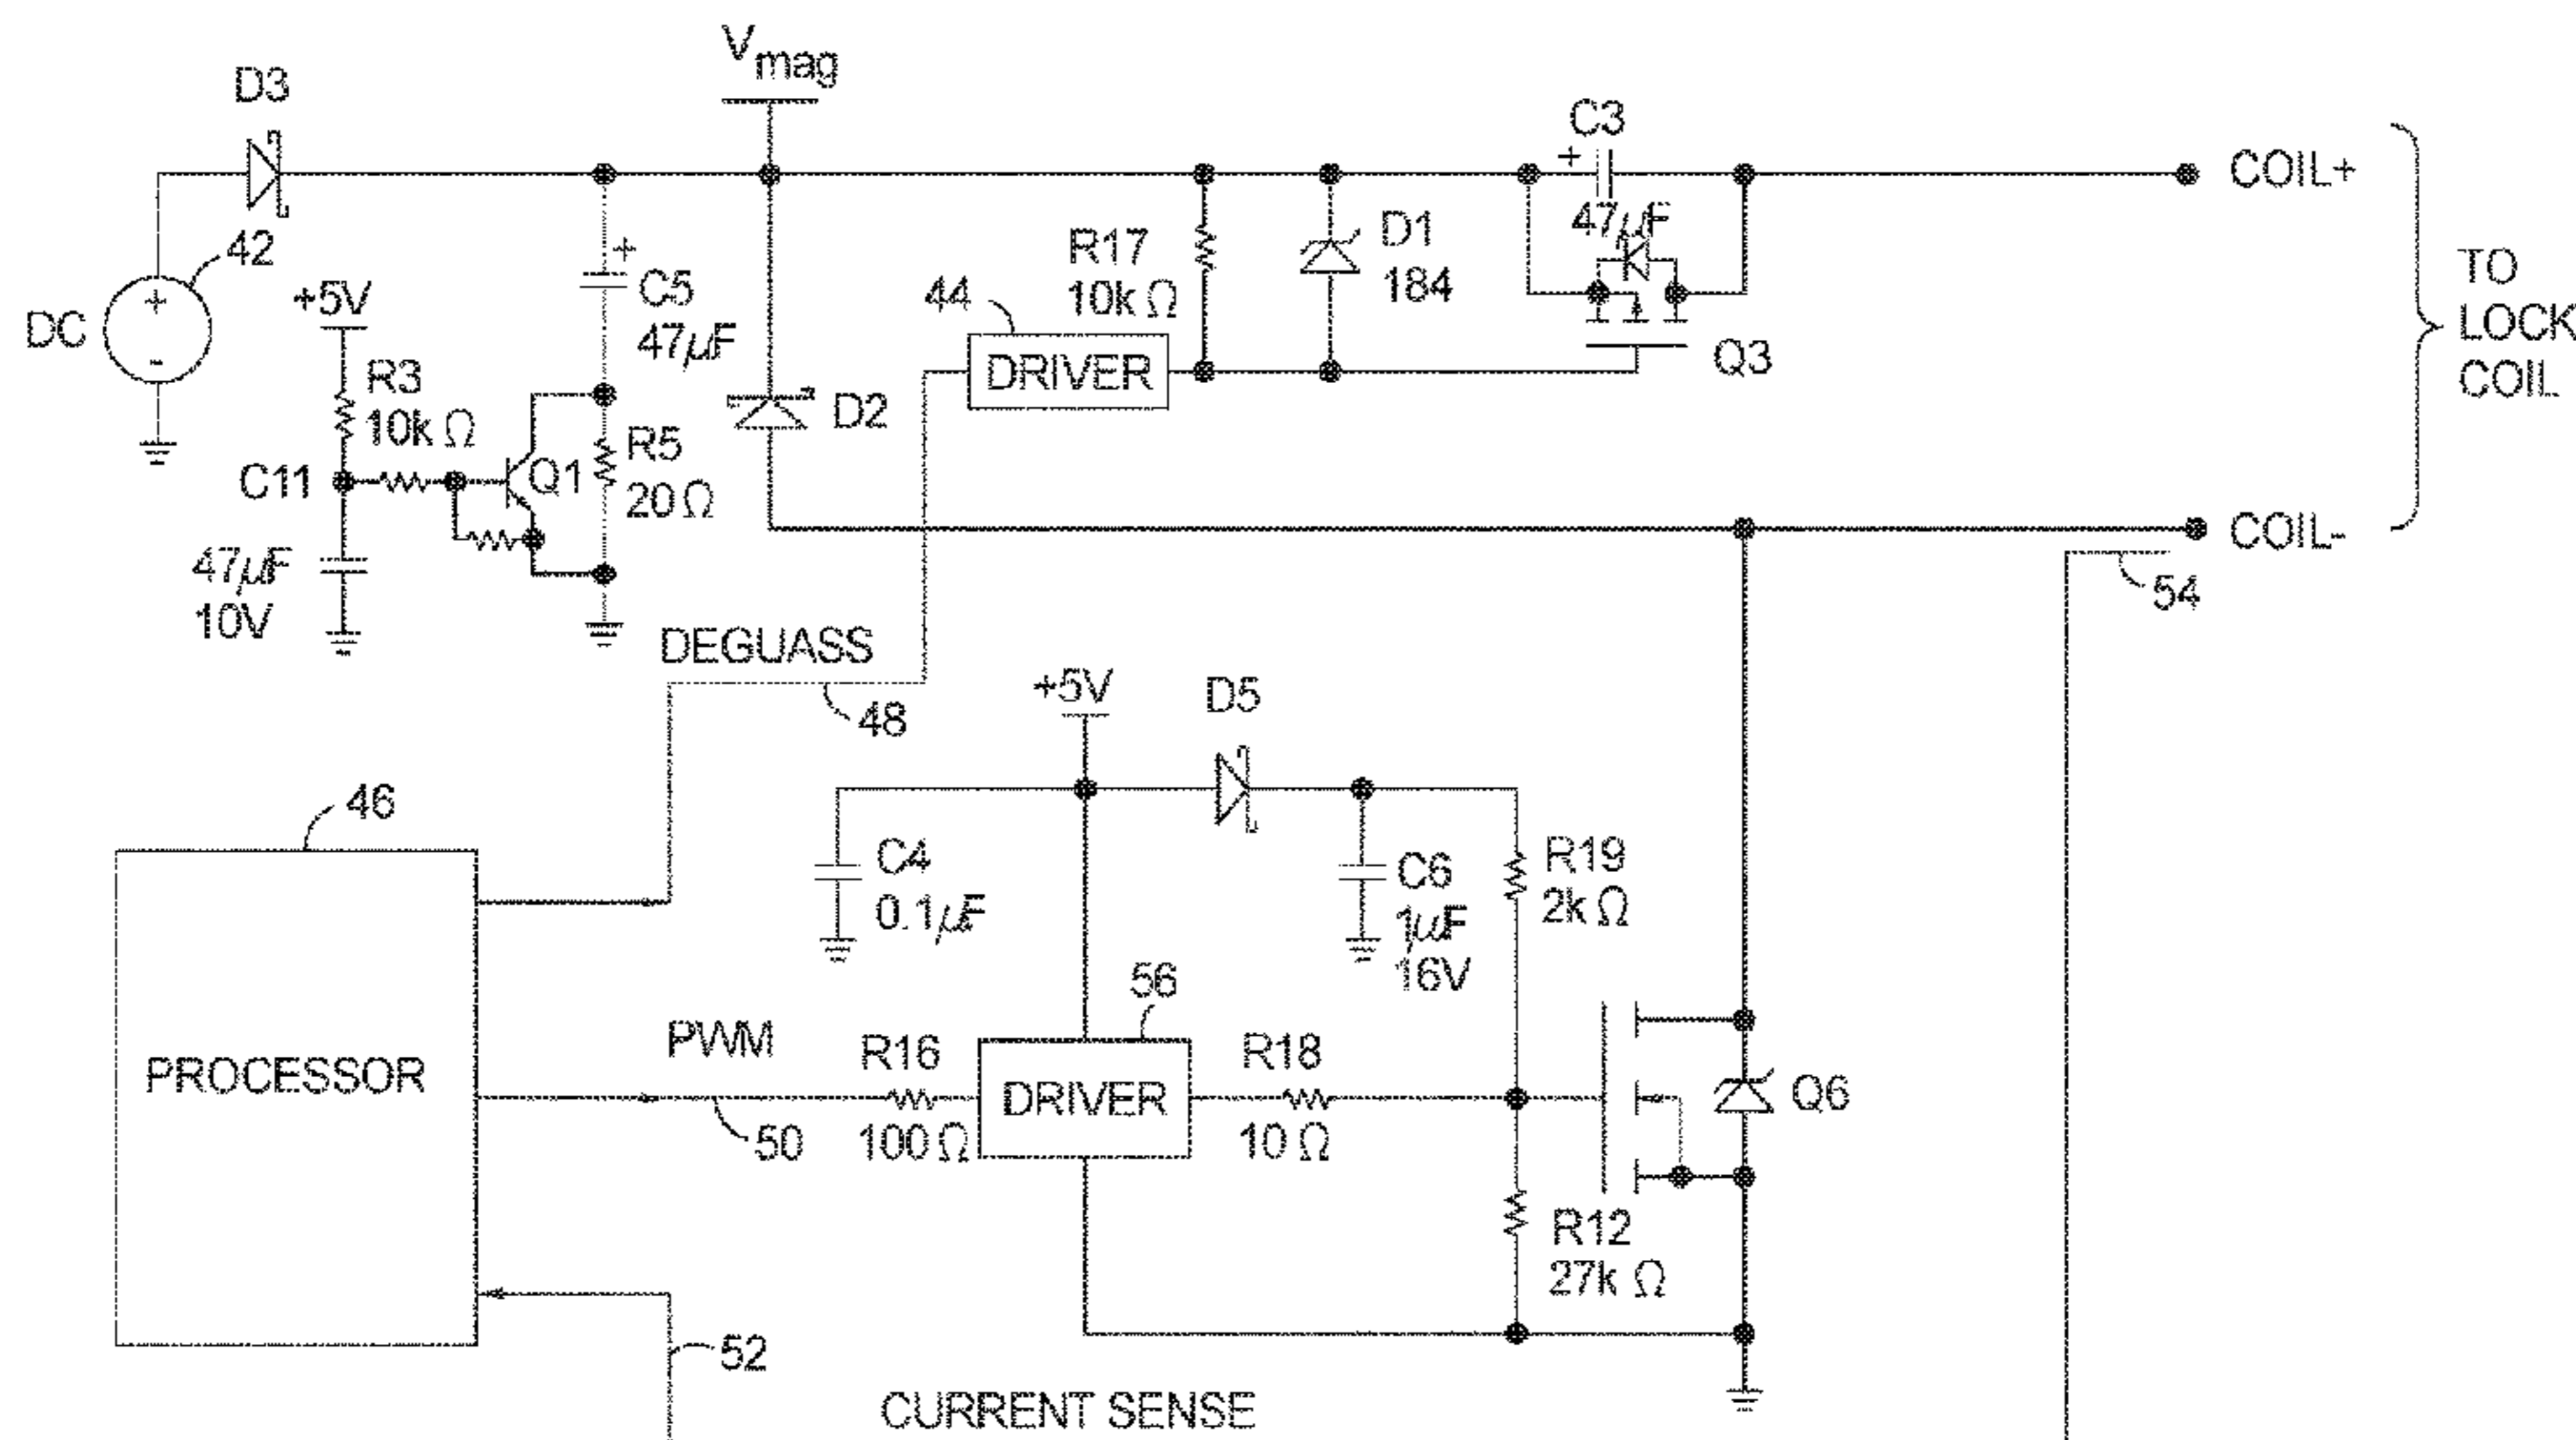 V mag
D3
C3
+
COIL+
42
+5V
DC
+
-
+
C5
47µF
R17
10k Ω
D1
184
47µF
TO
LOCK
COIL
44
DRIVER
Q3
R3
10k Ω
D2
C11
Q1
R5
20 Ω
47µF
10V
COIL-
54
DEGUASS
48
+5V
D5
46
C4
0.1µF
C6
1µF
16V
R19
2k Ω
56
PROCESSOR
PWM
50
R16
100 Ω
DRIVER
R18
10 Ω
Q6
R12
27k Ω
52
CURRENT SENSE